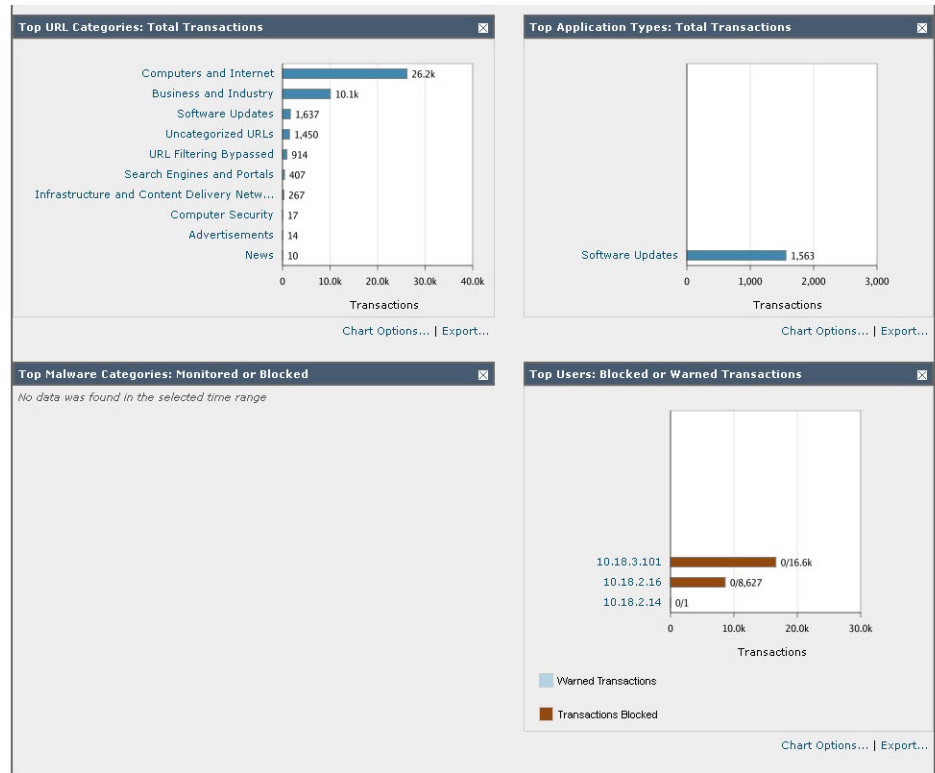 Top URL Categories: Total Transactions
Computers and Internet 26.2k
Business and Industry 10.1k
Software Updates 1,637
Uncategorized URLs 1,450
URL Filtering Bypassed 914
Search Engines and Portals 407
Infrastructure and Content Delivery Netw... 267
Computer Security 17
Advertisements 14
News 10
0 10.0k 20.0k 30.0k 40.0k
Transactions
Chart Options... | Export...
Top Application Types: Total Transactions
Software Updates 1,563
0 1,000 2,000 3,000
Transactions
Chart Options... | Export...
Top Malware Categories: Monitored or Blocked
No data was found in the selected time range
Top Users: Blocked or Warned Transactions
10.18.3.101 0/16.6k
10.18.2.16 0/8,627
10.18.2.14 0/1
0 10.0k 20.0k 30.0k
Transactions
Warned Transactions
Transactions Blocked
Chart Options... | Export...